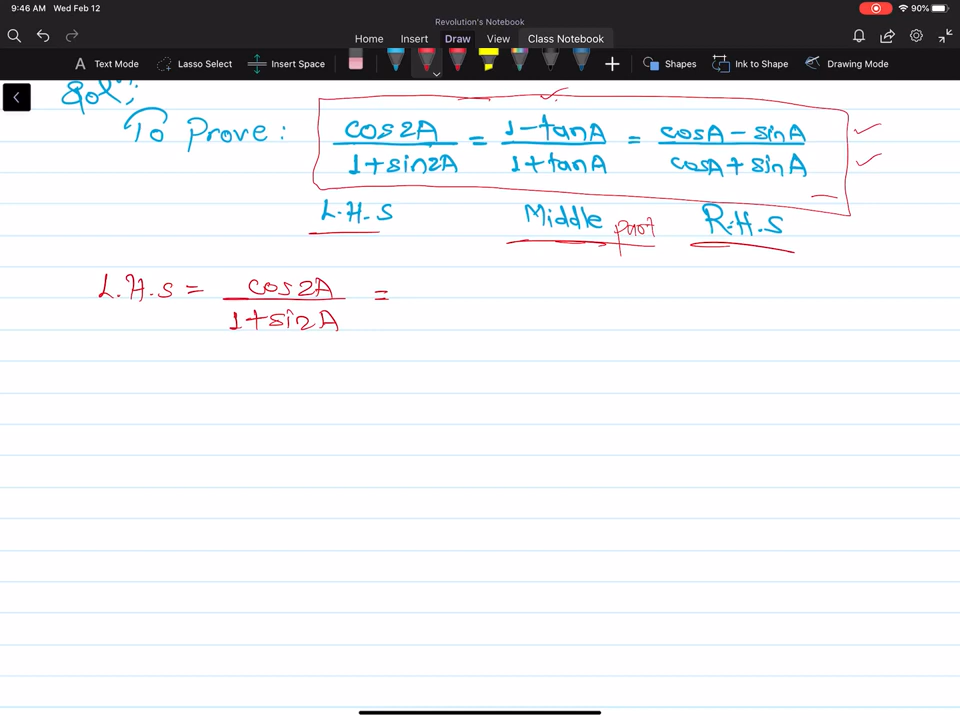 9:46 AM Wed Feb 12
90%
Revolution's Notebook
Home Insert Draw View Class Notebook
A Text Mode Lasso Select Insert Space + Shapes Ink to Shape Drawing Mode
Solⁿ;
To Prove: cos2A / 1+sin2A = 1-tanA / 1+tanA = cosA - sinA / cosA + sinA
L.H.S Middle part R.H.S
L.H.S = cos2A / 1+sin2A =